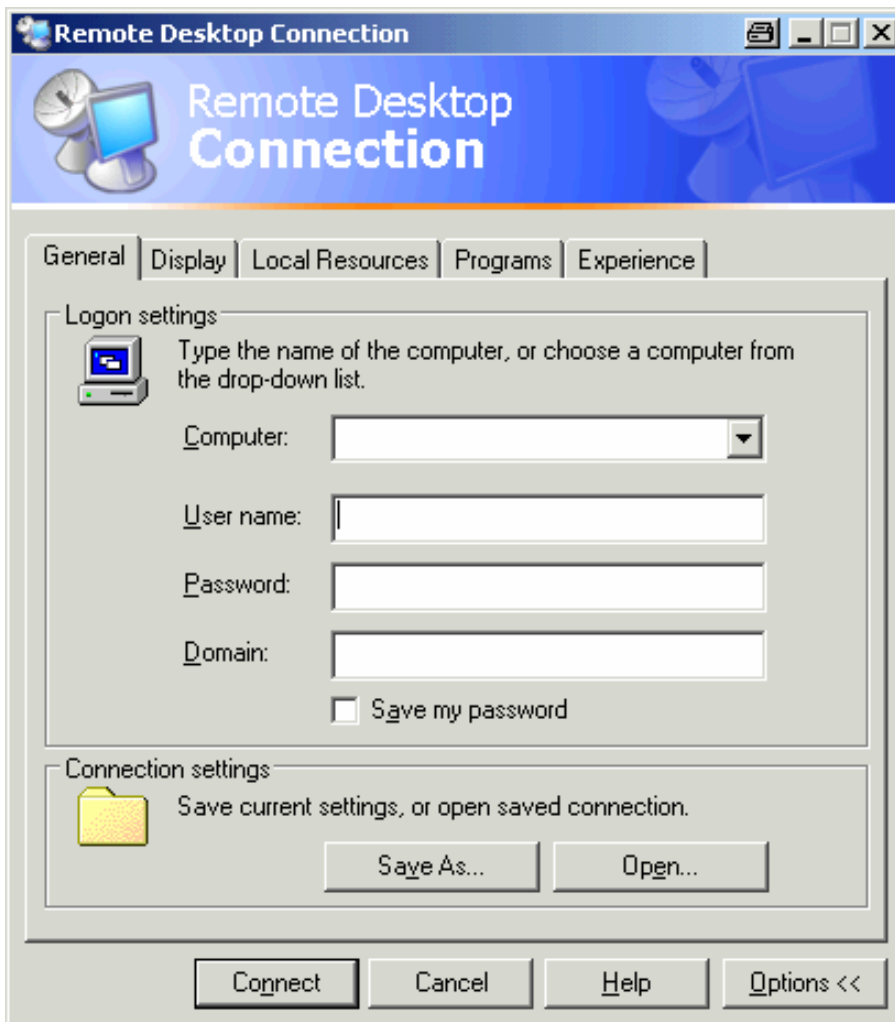 Remote Desktop Connection
Remote Desktop
Connection
General Display Local Resources Programs Experience
Logon settings
Type the name of the computer, or choose a computer from
the drop-down list.
Computer:
User name:
Password:
Domain:
Save my password
Connection settings
Save current settings, or open saved connection.
Save As... Open...
Connect Cancel Help Options <<